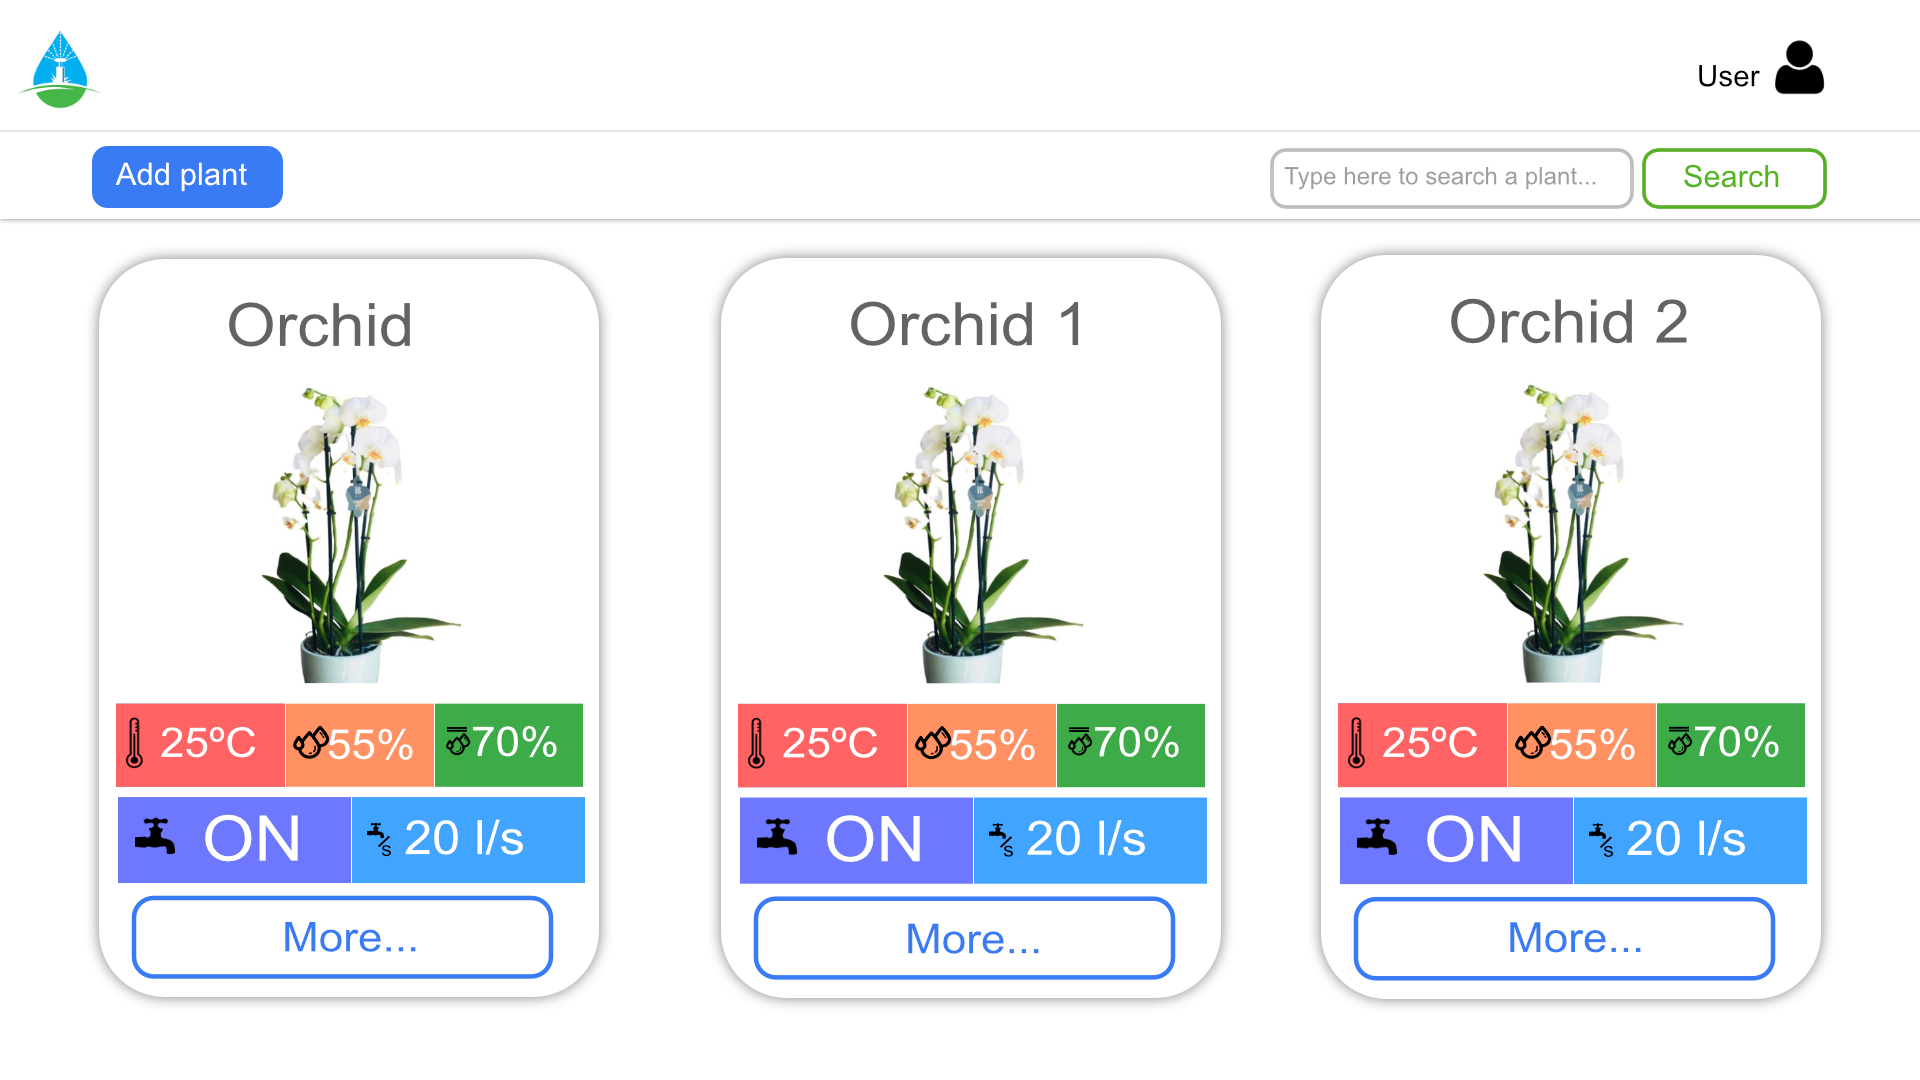 User
Add plant
Type here to search a plant...
Search
Orchid
25ºC
55%
70%
ON
S
20 l/s
More...
Orchid 1
25ºC
55%
70%
ON
S
20 l/s
More...
Orchid 2
25ºC
55%
70%
ON
S
20 l/s
More...